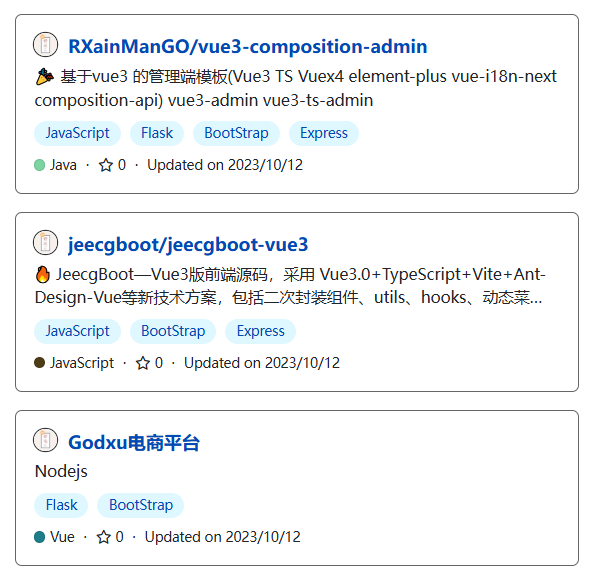 RXainManGO/vue3-composition-admin
🎉 基于vue3 的管理端模板(Vue3 TS Vuex4 element-plus vue-i18n-next
composition-api) vue3-admin vue3-ts-admin
JavaScript Flask BootStrap Express
Java · ☆ 0 · Updated on 2023/10/12
jeecgboot/jeecgboot-vue3
🔥 JeecgBoot—Vue3版前端源码，采用 Vue3.0+TypeScript+Vite+Ant-
Design-Vue等新技术方案，包括二次封装组件、utils、hooks、动态菜...
JavaScript BootStrap Express
JavaScript · ☆ 0 · Updated on 2023/10/12
Godxu电商平台
Nodejs
Flask BootStrap
Vue · ☆ 0 · Updated on 2023/10/12